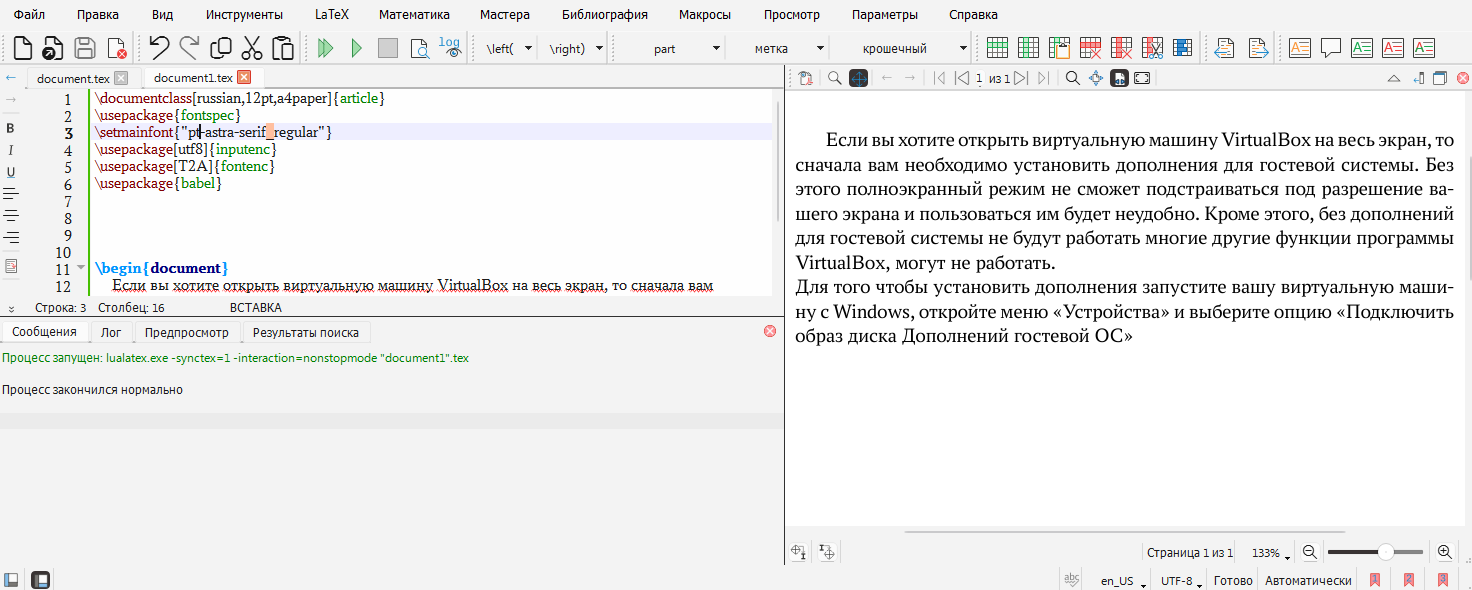 Файл Правка Вид Инструменты LaTeX Математика Мастера Библиография Макросы Просмотр Параметры Справка
log \left( \right) part метка крошечный
document.tex document1.tex
1 из 1
1 \documentclass[russian,12pt,a4paper]{article}
2 \usepackage{fontspec}
3 \setmainfont{"pt-astra-serif_regular"}
4 \usepackage[utf8]{inputenc}
5 \usepackage[T2A]{fontenc}
6 \usepackage{babel}
7
8
9
10
11 \begin{document}
12 Если вы хотите открыть виртуальную машину VirtualBox на весь экран, то сначала вам
B
I
U
Строка: 3 Столбец: 16 ВСТАВКА
Сообщения Лог Предпросмотр Результаты поиска
Процесс запущен: lualatex.exe -synctex=1 -interaction=nonstopmode "document1".tex
Процесс закончился нормально
Если вы хотите открыть виртуальную машину VirtualBox на весь экран, то
сначала вам необходимо установить дополнения для гостевой системы. Без
этого полноэкранный режим не сможет подстраиваться под разрешение ва-
шего экрана и пользоваться им будет неудобно. Кроме этого, без дополнений
для гостевой системы не будут работать многие другие функции программы
VirtualBox, могут не работать.
Для того чтобы установить дополнения запустите вашу виртуальную маши-
ну с Windows, откройте меню «Устройства» и выберите опцию «Подключить
образ диска Дополнений гостевой ОС»
Страница 1 из 1 133%
abc en_US UTF-8 Готово Автоматически 1 2 3